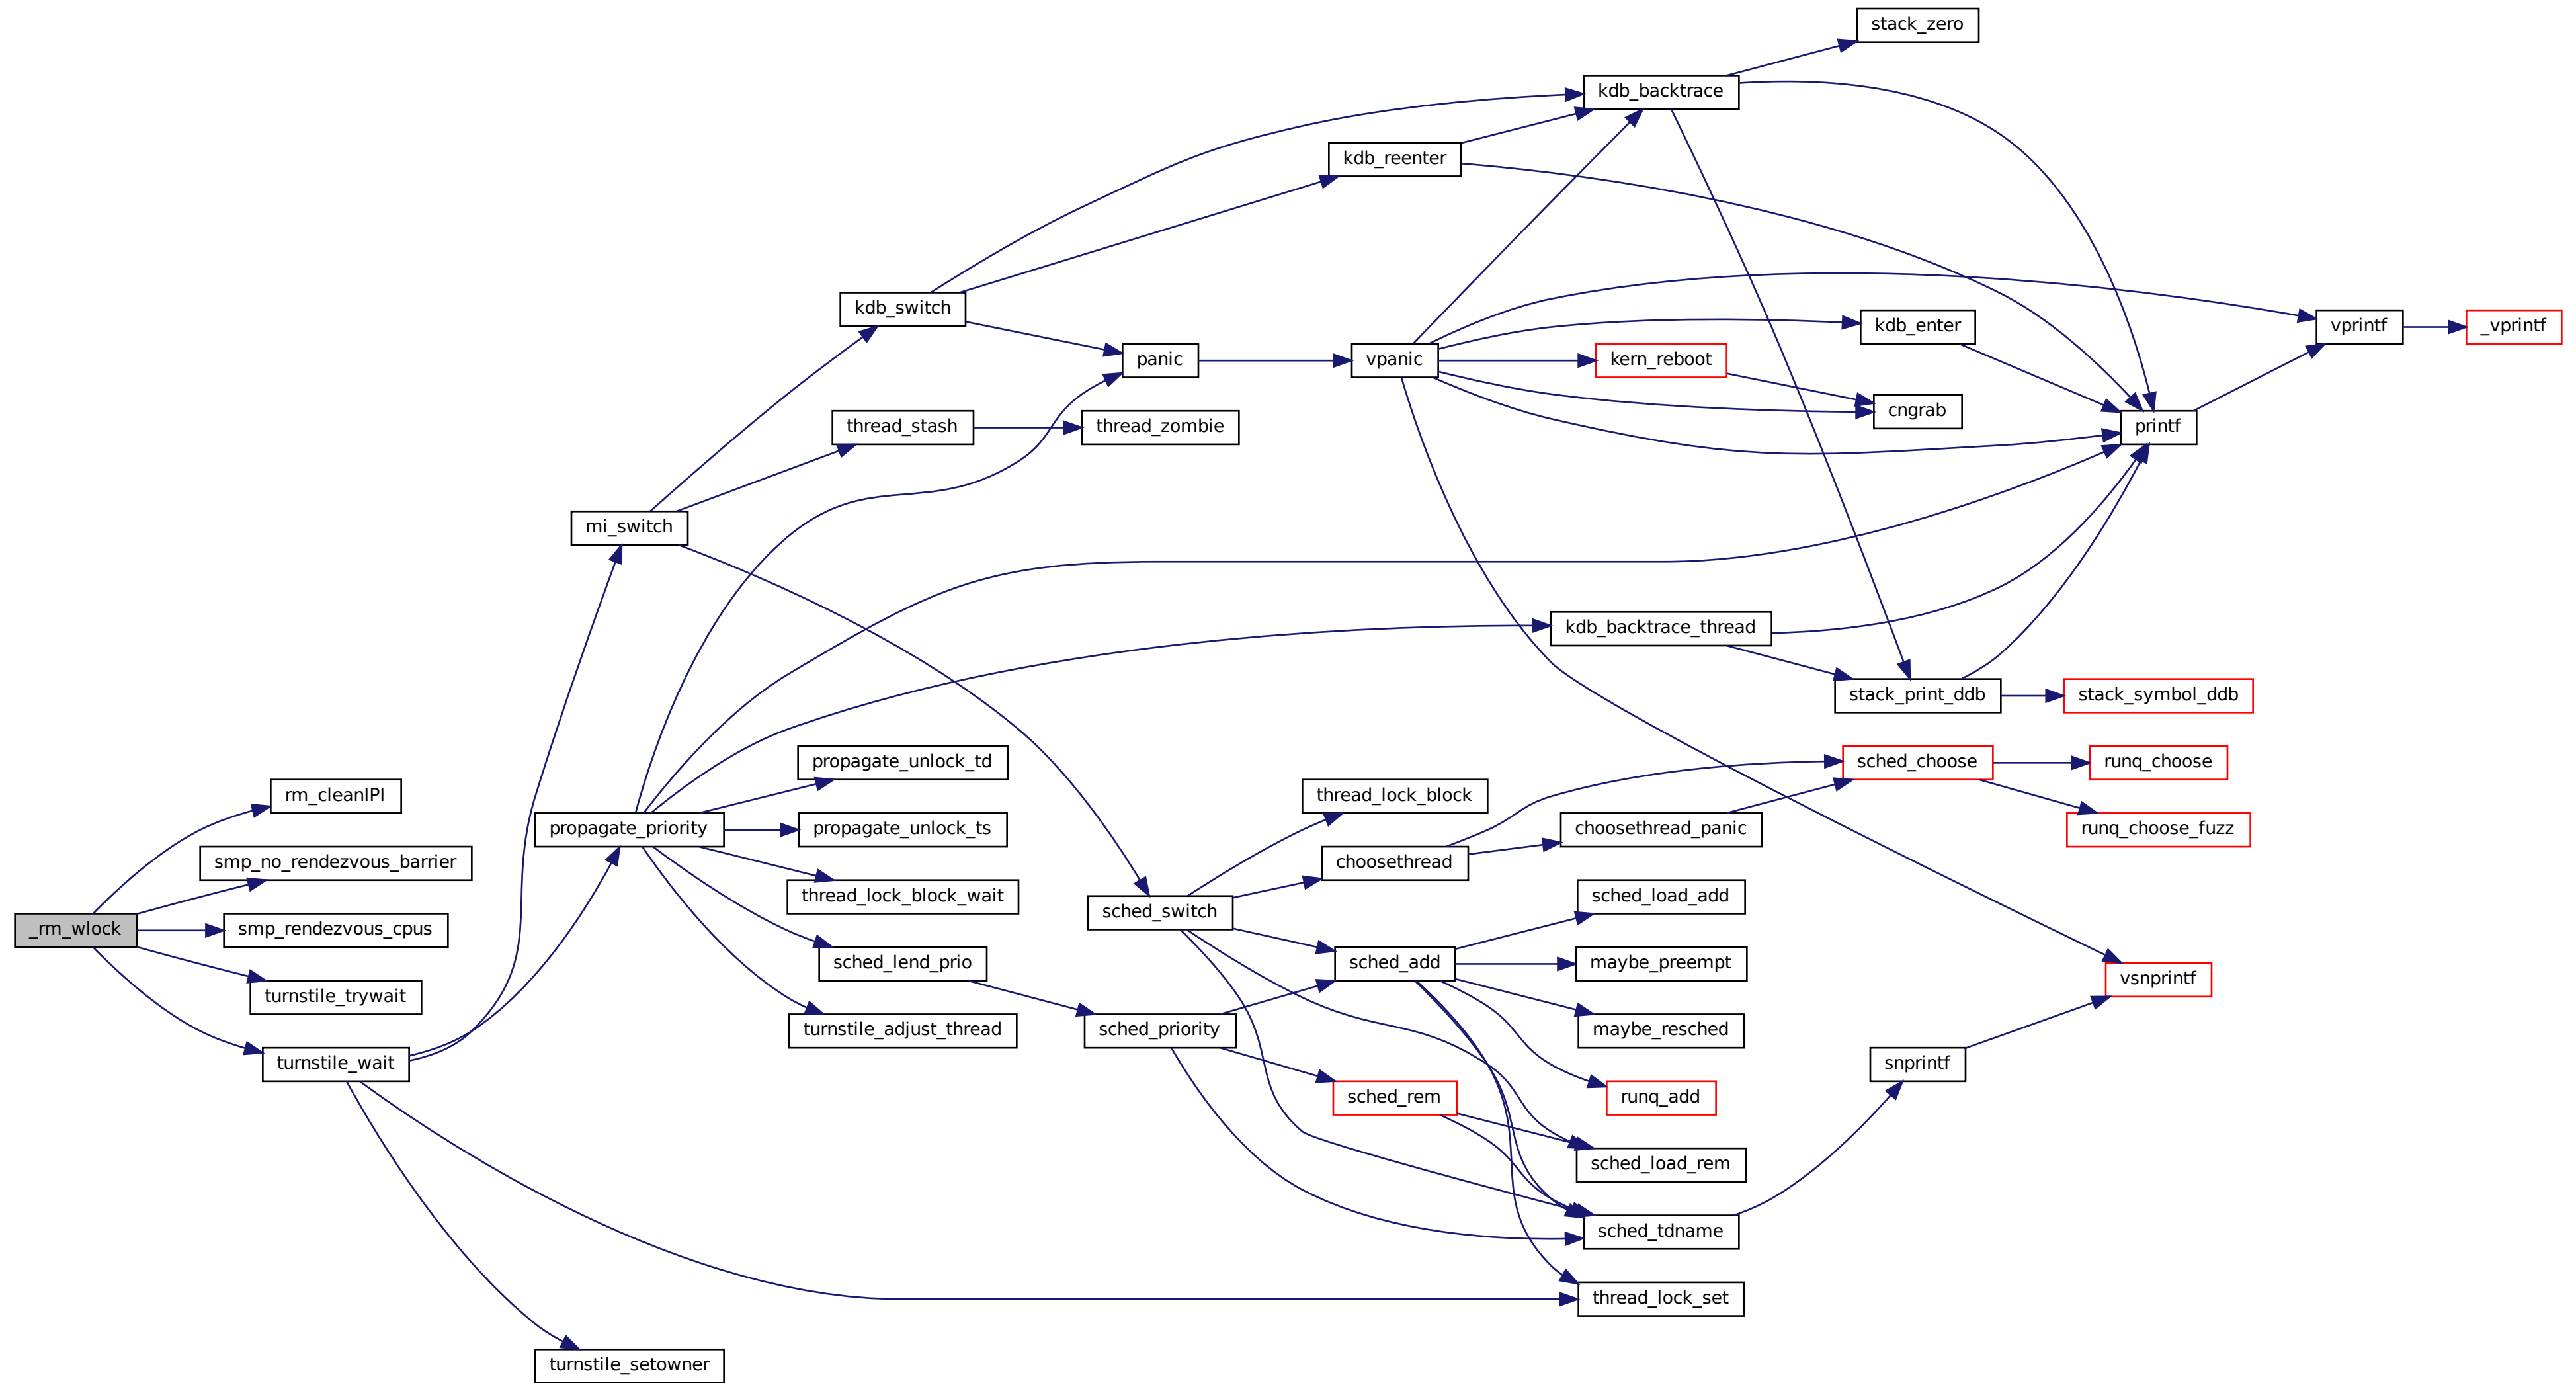 stack_zero
kdb_backtrace
kdb_reenter
kdb_switch
kdb_enter
vprintf
_vprintf
panic
vpanic
kern_reboot
cngrab
thread_stash
thread_zombie
printf
mi_switch
kdb_backtrace_thread
stack_print_ddb
stack_symbol_ddb
propagate_unlock_td
sched_choose
runq_choose
rm_cleanIPI
thread_lock_block
propagate_priority
propagate_unlock_ts
choosethread_panic
runq_choose_fuzz
smp_no_rendezvous_barrier
choosethread
thread_lock_block_wait
sched_load_add
sched_switch
_rm_wlock
smp_rendezvous_cpus
sched_lend_prio
sched_add
maybe_preempt
vsnprintf
turnstile_trywait
turnstile_adjust_thread
sched_priority
maybe_resched
turnstile_wait
snprintf
sched_rem
runq_add
sched_load_rem
sched_tdname
thread_lock_set
turnstile_setowner